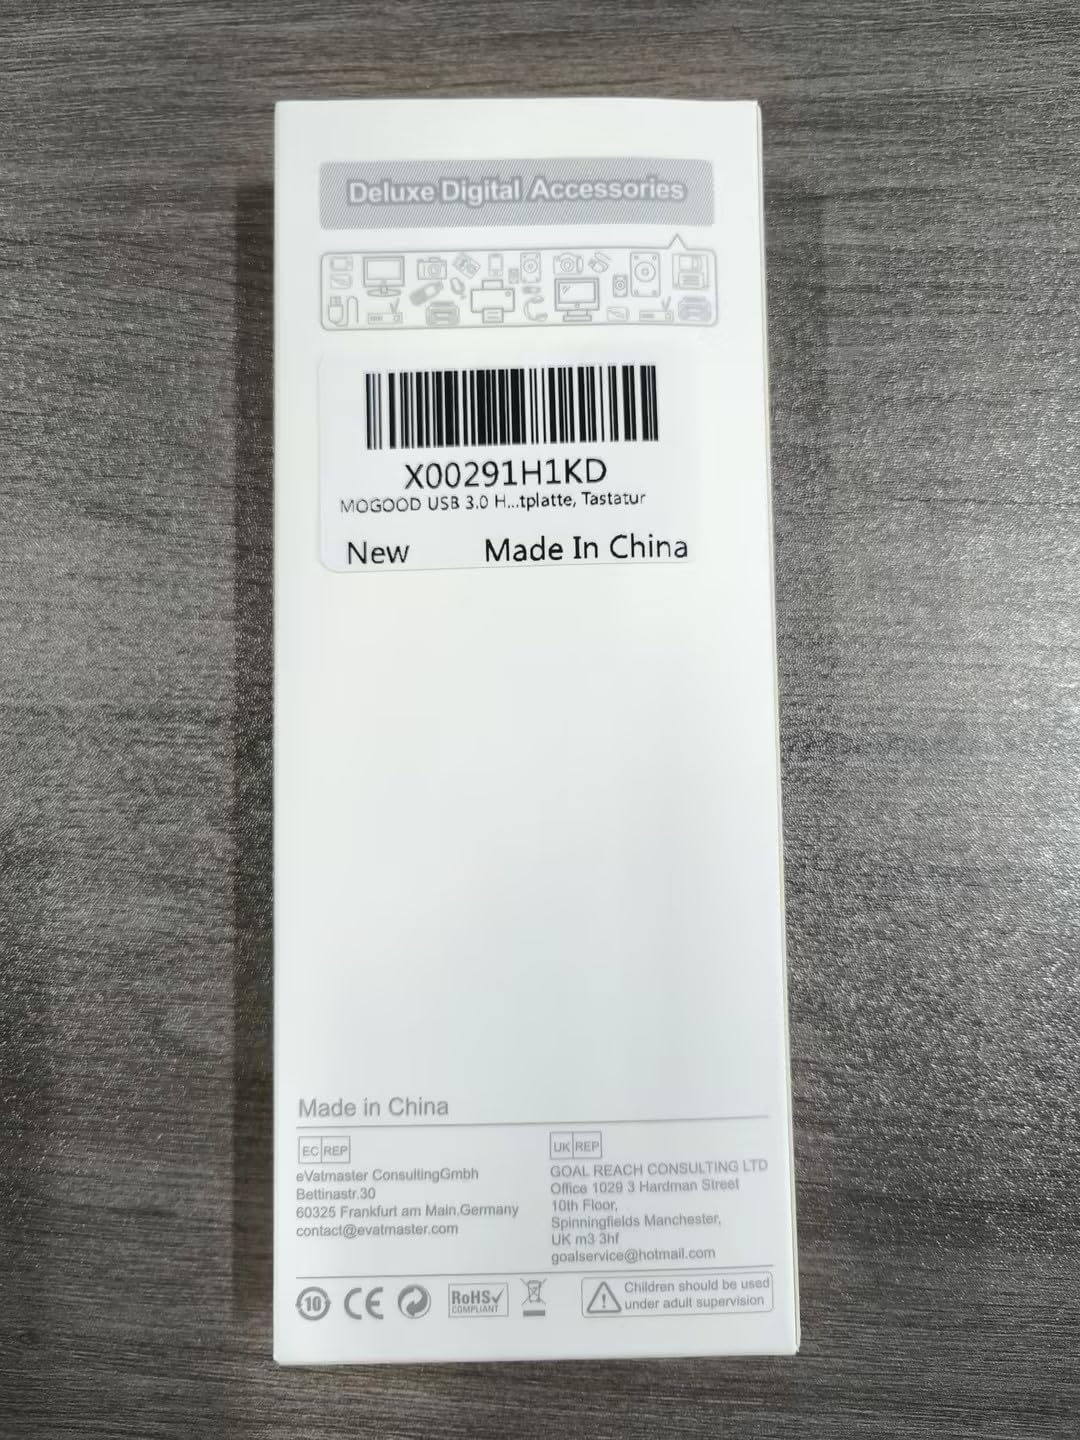 Deluxe Digital Accessories
X00291H1KD
MOGOOD USB 3.0 H...tplatte, Tastatur
New Made In China
Made in China
EC REP
eVatmaster ConsultingGmbh
Bettinastr.30
60325 Frankfurt am Main,Germany
contact@evatmaster.com
UK REP
GOAL REACH CONSULTING LTD
Office 1029 3 Hardman Street
10th Floor,
Spinningfields Manchester,
UK m3 3hf
goalservice@hotmail.com
10 CE RoHS
COMPLIANT
Children should be used
under adult supervision